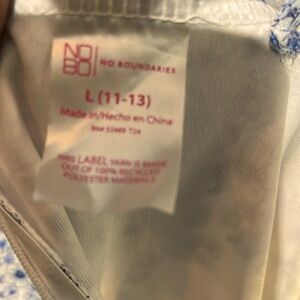 NO
BO
NO BOUNDARIES
L (11-13)
Made in/Hecho en China
THIS LABEL YARN IS MADE
OUT OF 100% RECYCLED
POLYESTER MATERIALS